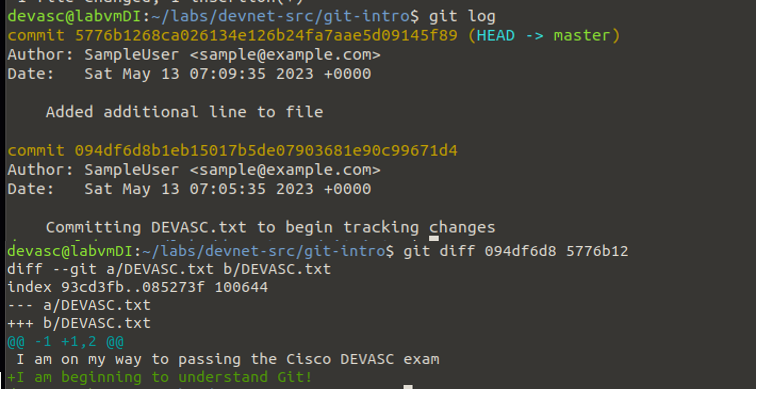 devasc@labvmDI:~/labs/devnet-src/git-intro$ git log
commit 5776b1268ca026134e126b24fa7aae5d09145f89 (HEAD -> master)
Author: SampleUser <sample@example.com>
Date:   Sat May 13 07:09:35 2023 +0000
Added additional line to file
commit 094df6d8b1eb15017b5de07903681e90c99671d4
Author: SampleUser <sample@example.com>
Date:   Sat May 13 07:05:35 2023 +0000
Committing DEVASC.txt to begin tracking changes
devasc@labvmDI:~/labs/devnet-src/git-intro$ git diff 094df6d8 5776b12
diff --git a/DEVASC.txt b/DEVASC.txt
index 93cd3fb..085273f 100644
--- a/DEVASC.txt
+++ b/DEVASC.txt
@@ -1 +1,2 @@
I am on my way to passing the Cisco DEVASC exam
+I am beginning to understand Git!